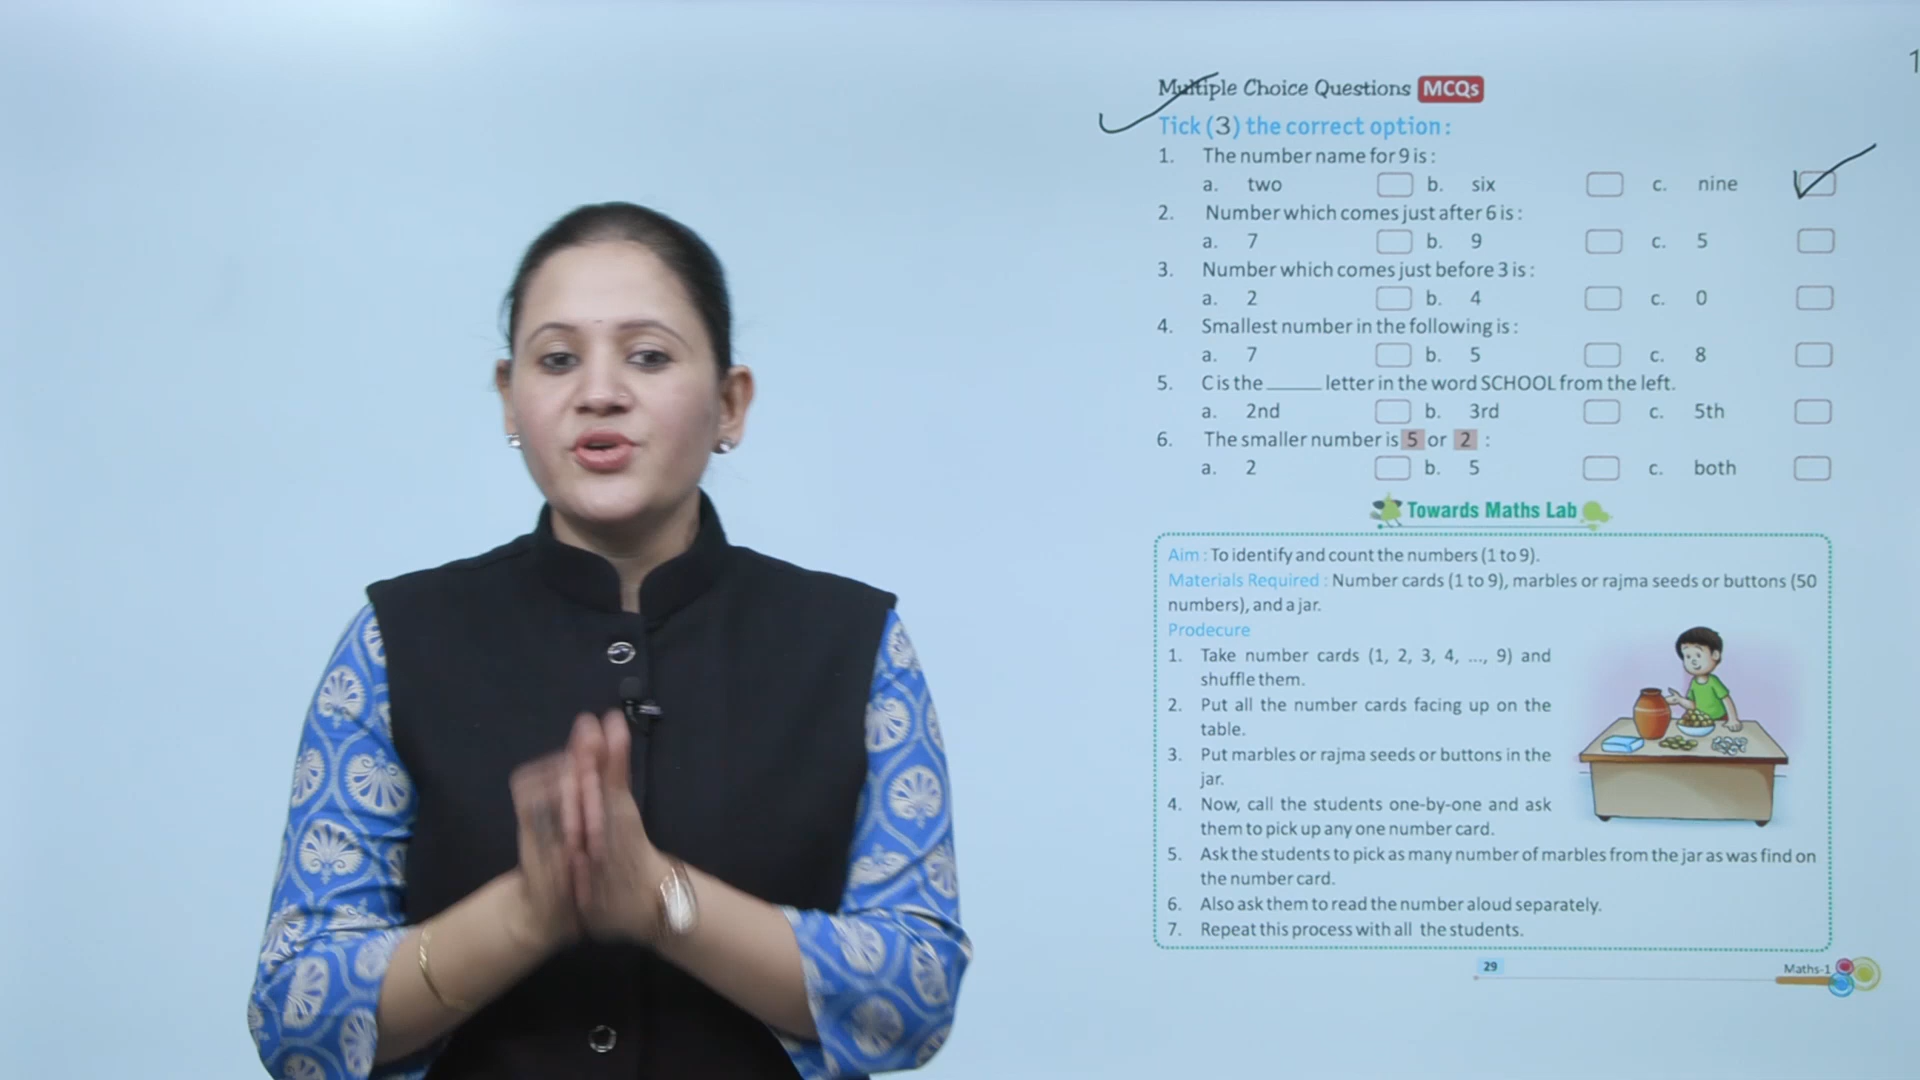 1
Multiple Choice Questions MCQs
Tick (3) the correct option :
1. The number name for 9 is :
a. two b. six c. nine
2. Number which comes just after 6 is :
a. 7 b. 9 c. 5
3. Number which comes just before 3 is :
a. 2 b. 4 c. 0
4. Smallest number in the following is :
a. 7 b. 5 c. 8
5. C is the _____ letter in the word SCHOOL from the left.
a. 2nd b. 3rd c. 5th
6. The smaller number is 5 or 2 :
a. 2 b. 5 c. both
Towards Maths Lab
Aim : To identify and count the numbers (1 to 9).
Materials Required : Number cards (1 to 9), marbles or rajma seeds or buttons (50
numbers), and a jar.
Prodecure
1. Take number cards (1, 2, 3, 4, ..., 9) and
shuffle them.
2. Put all the number cards facing up on the
table.
3. Put marbles or rajma seeds or buttons in the
jar.
4. Now, call the students one-by-one and ask
them to pick up any one number card.
5. Ask the students to pick as many number of marbles from the jar as was find on
the number card.
6. Also ask them to read the number aloud separately.
7. Repeat this process with all the students.
29
Maths-1